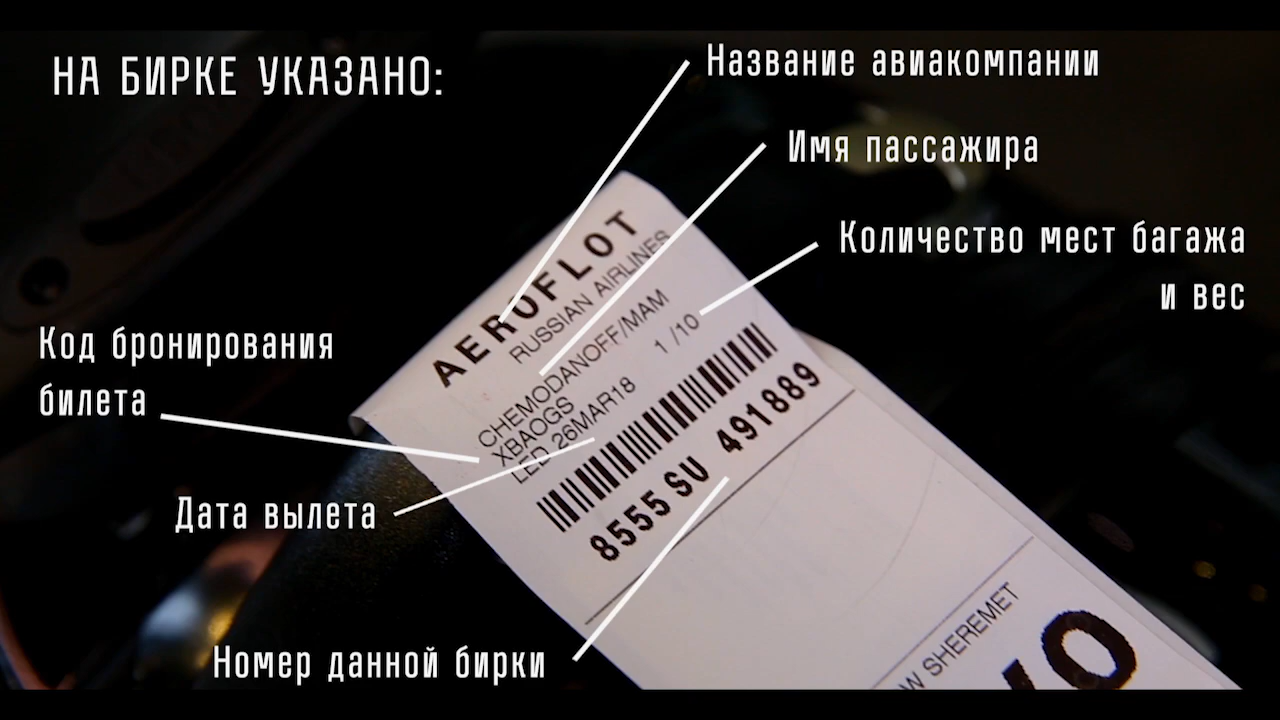 НА БИРКЕ УКАЗАНО:
Название авиакомпании
Имя пассажира
Количество мест багажа
и вес
Код бронирования
билета
Дата вылета
Номер данной бирки
AEROFLOT
RUSSIAN AIRLINES
CHEMODANOFF/MAM
XBAOGS 1/10
LED 26MAR18
8555 SU 491889
W SHEREMET